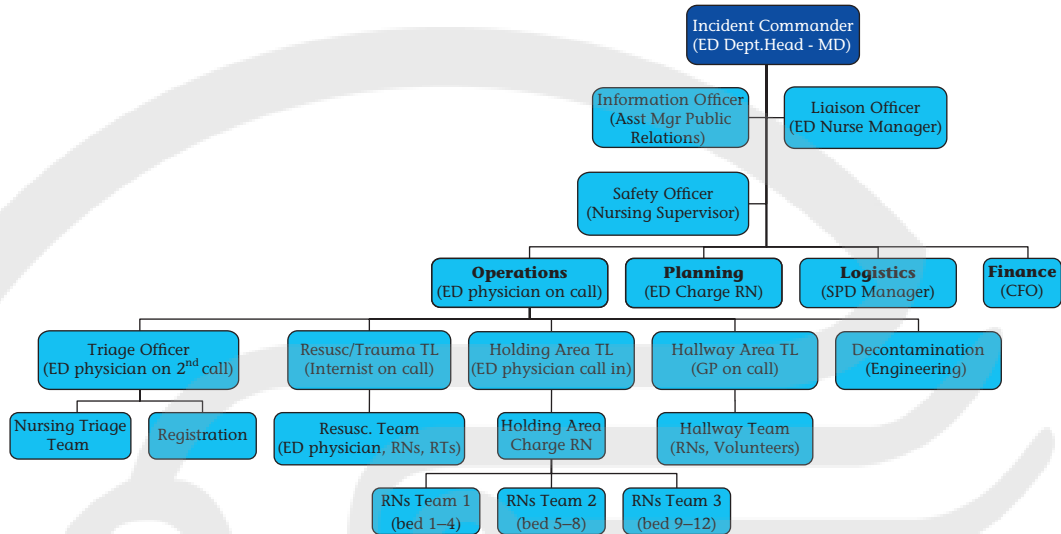 Incident Commander
(ED Dept.Head - MD)
Information Officer
(Asst Mgr Public
Relations)
Liaison Officer
(ED Nurse Manager)
Safety Officer
(Nursing Supervisor)
Operations
(ED physician on call)
Planning
(ED Charge RN)
Logistics
(SPD Manager)
Finance
(CFO)
Triage Officer
(ED physician on 2nd call)
Resusc/Trauma TL
(Internist on call)
Holding Area TL
(ED physician call in)
Hallway Area TL
(GP on call)
Decontamination
(Engineering)
Nursing Triage
Team
Registration
Resusc. Team
(ED physician, RNs, RTs)
Holding Area
Charge RN
Hallway Team
(RNs, Volunteers)
RNs Team 1
(bed 1–4)
RNs Team 2
(bed 5–8)
RNs Team 3
(bed 9–12)